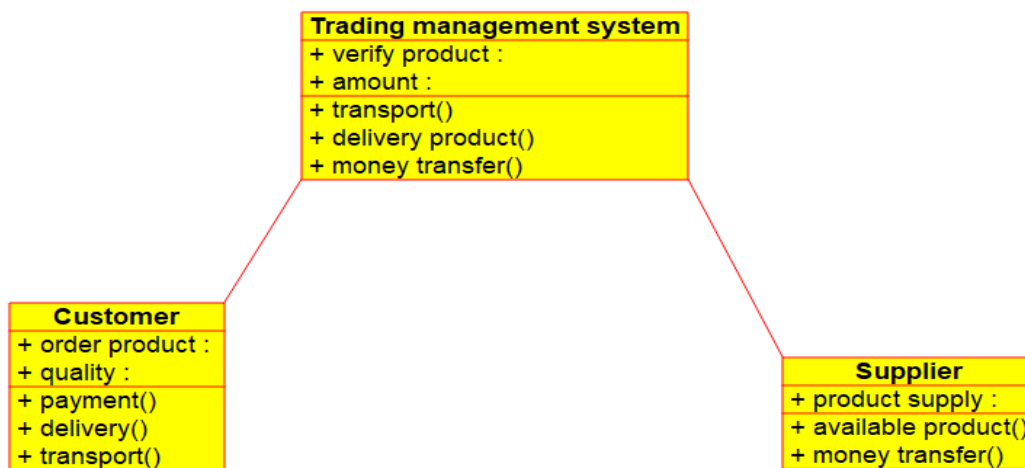 Trading management system
+ verify product :
+ amount :
+ transport()
+ delivery product()
+ money transfer()
Customer
+ order product :
+ quality :
+ payment()
+ delivery()
+ transport()
Supplier
+ product supply :
+ available product()
+ money transfer()